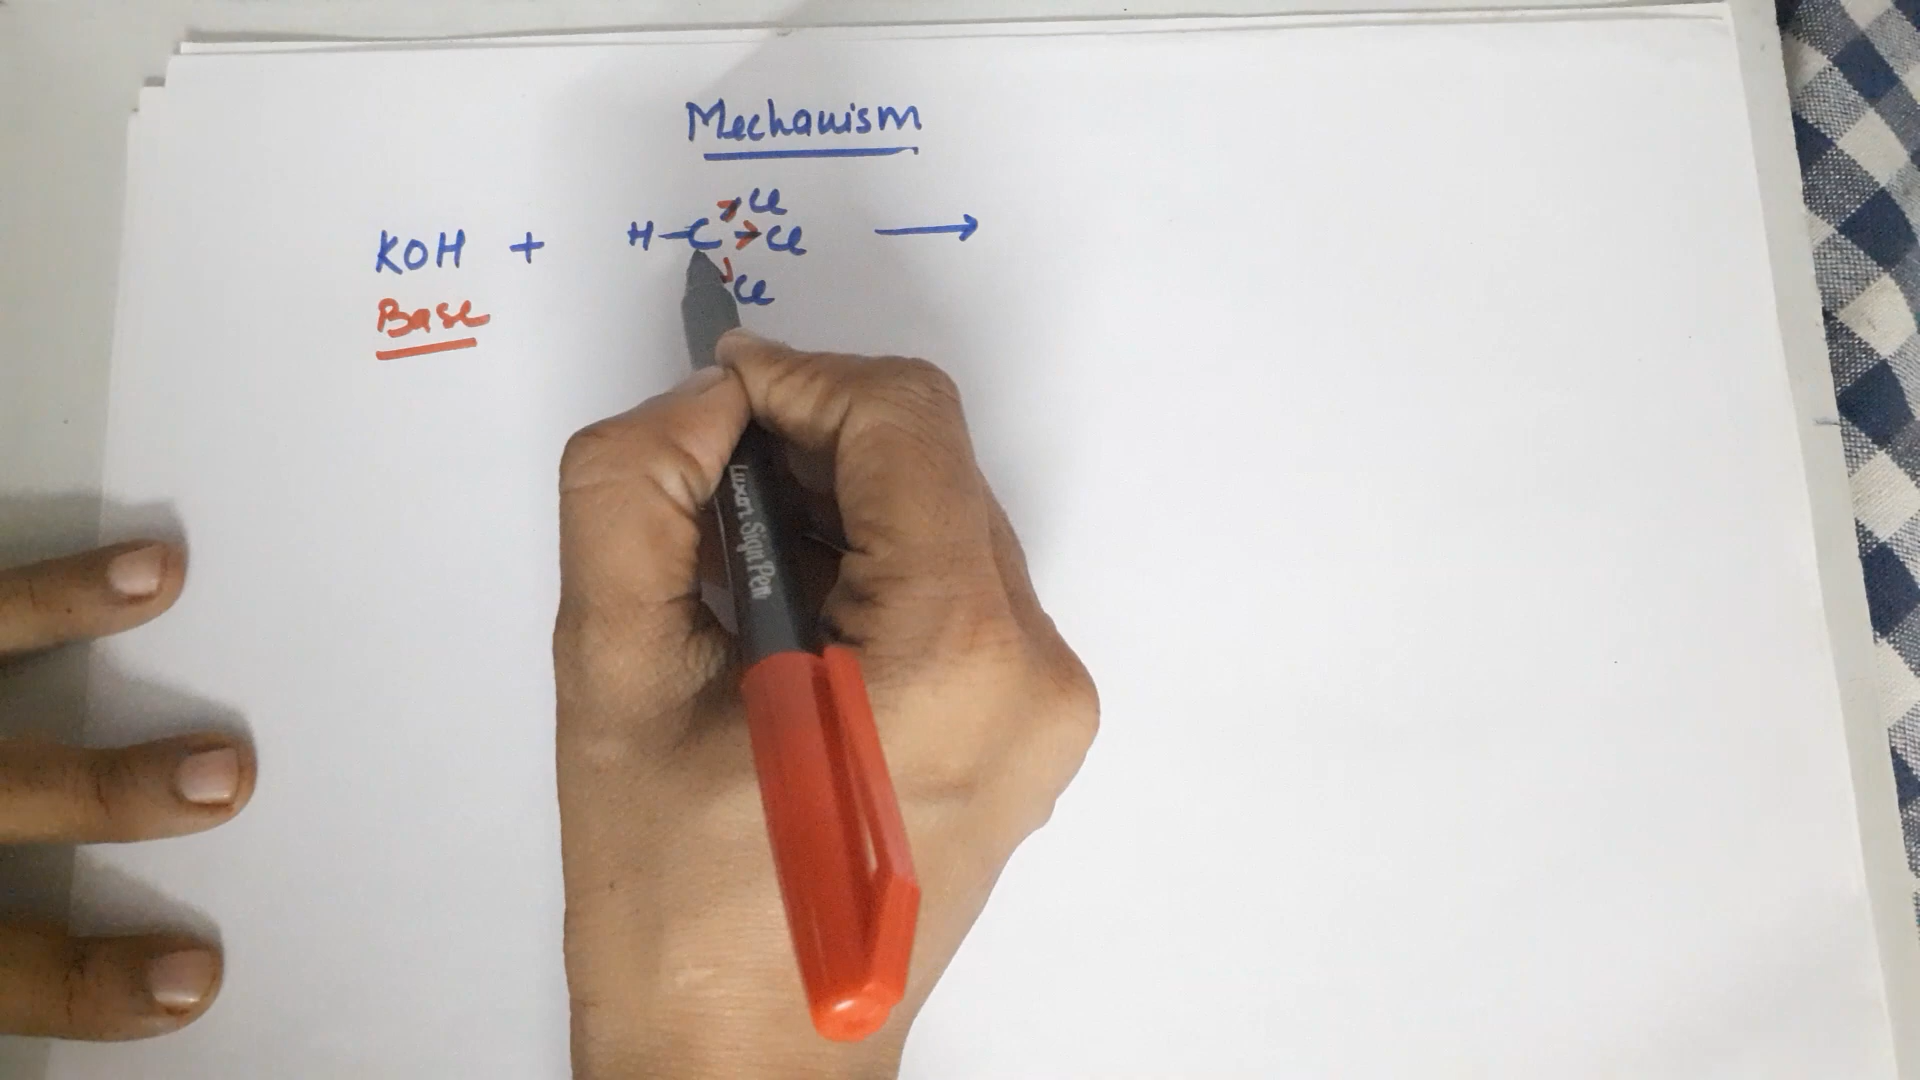 Mechanism
Cl
KOH + H-C Cl →
Cl
Base
Luxor Sign Pen